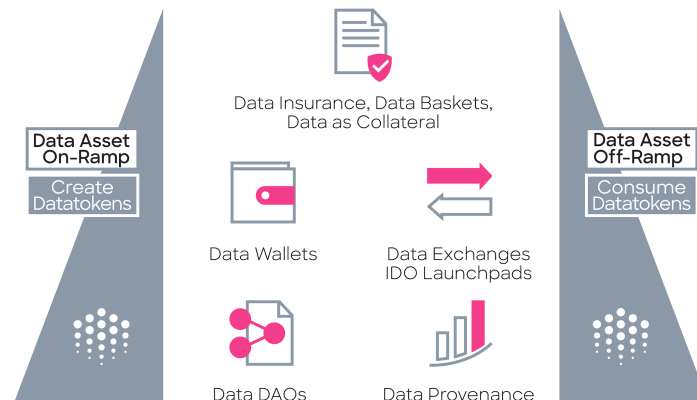 Data Insurance, Data Baskets,
Data as Collateral
Data Asset
On-Ramp
Create
Datatokens
Data Asset
Off-Ramp
Consume
Datatokens
Data Wallets
Data Exchanges
IDO Launchpads
Data DAOs
Data Provenance